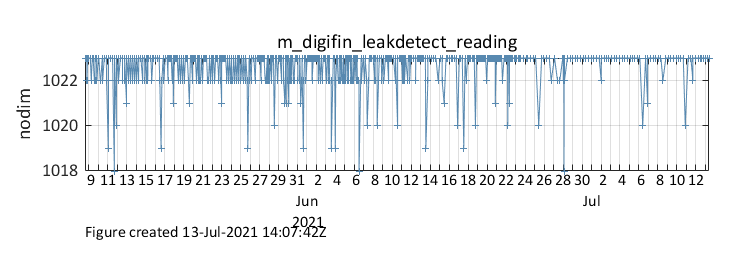 m_digifin_leakdetect_reading
nodim
1022
1020
1018
9 11 13 15 17 19 21 23 25 27 29 31 2 4 6 8 10 12 14 16 18 20 22 24 26 28 30 2 4 6 8 10 12
Jun Jul
2021
Figure created 13-Jul-2021 14:07:42Z